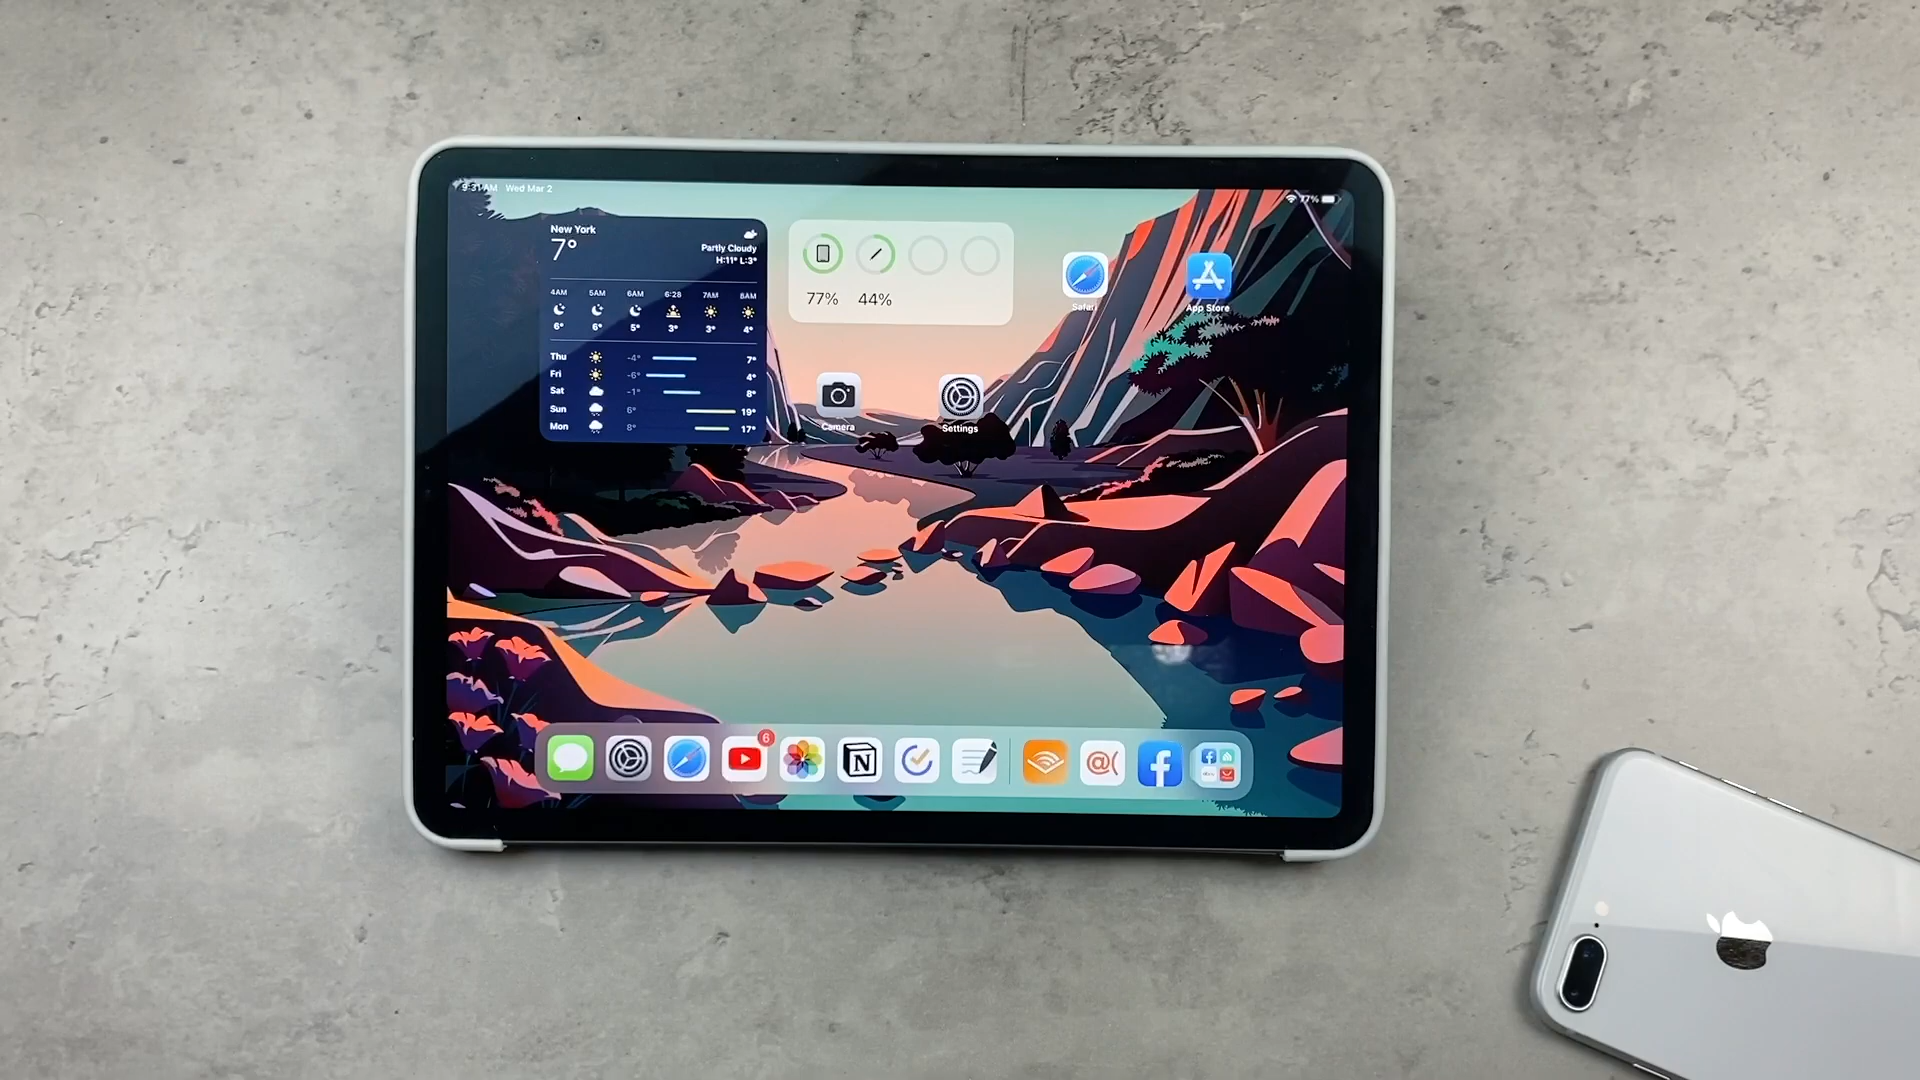 9:31 AM Wed Mar 2
77%
New York
7°
Partly Cloudy
H:11° L:3°
4AM 5AM 6AM 6:28 7AM 8AM
6° 6° 5° 3° 3° 4°
Thu -4° 7°
Fri -6° 4°
Sat -1° 8°
Sun 6° 19°
Mon 8° 17°
77% 44%
Safari
App Store
Camera
Settings
6
N
@(
f